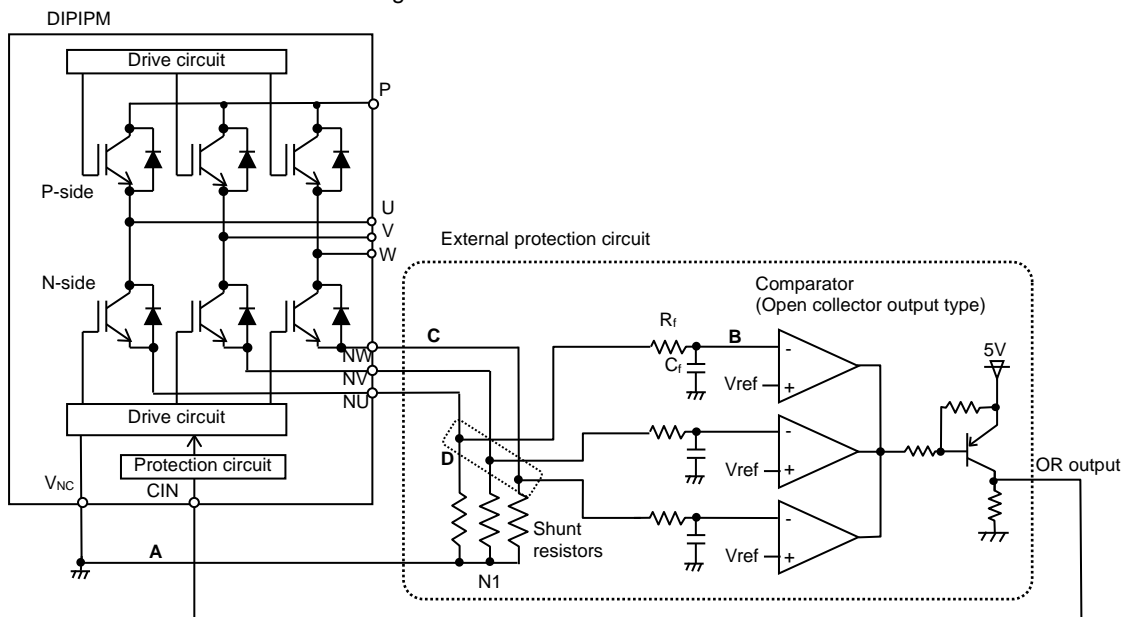 DIPIPM
Drive circuit
P
P-side
U
V
W
N-side
External protection circuit
Comparator
(Open collector output type)
Rf
B
C
-
5V
Cf
NW
Vref
+
NV
NU
Drive circuit
-
D
Vref
+
OR output
Protection circuit
VNC
CIN
-
Shunt
resistors
Vref
+
A
N1